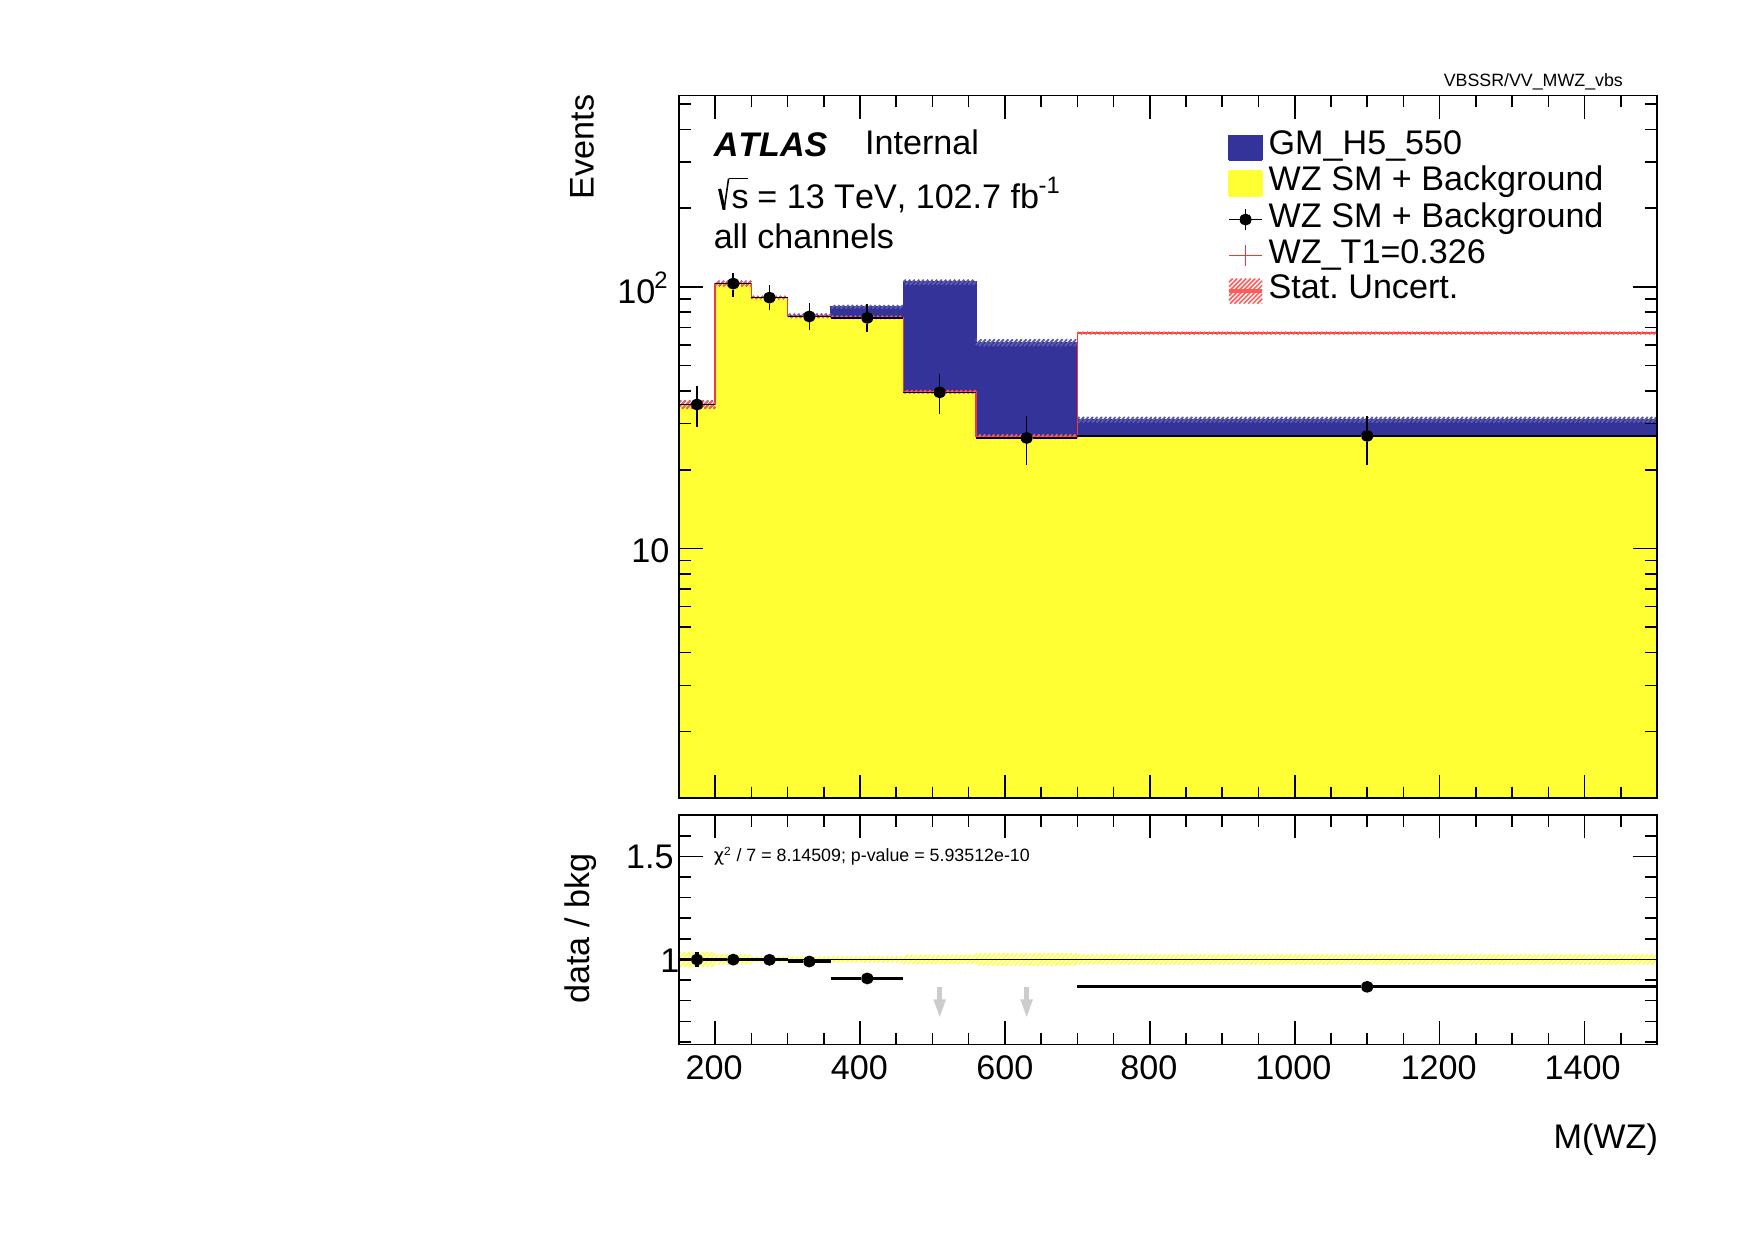 VBSSR/VV_MWZ_vbs
Events
ATLAS Internal
√s = 13 TeV, 102.7 fb-1
all channels
GM_H5_550
WZ SM + Background
WZ SM + Background
WZ_T1=0.326
Stat. Uncert.
10²
10
data / bkg
χ² / 7 = 8.14509; p-value = 5.93512e-10
1.5
1
200 400 600 800 1000 1200 1400
M(WZ)